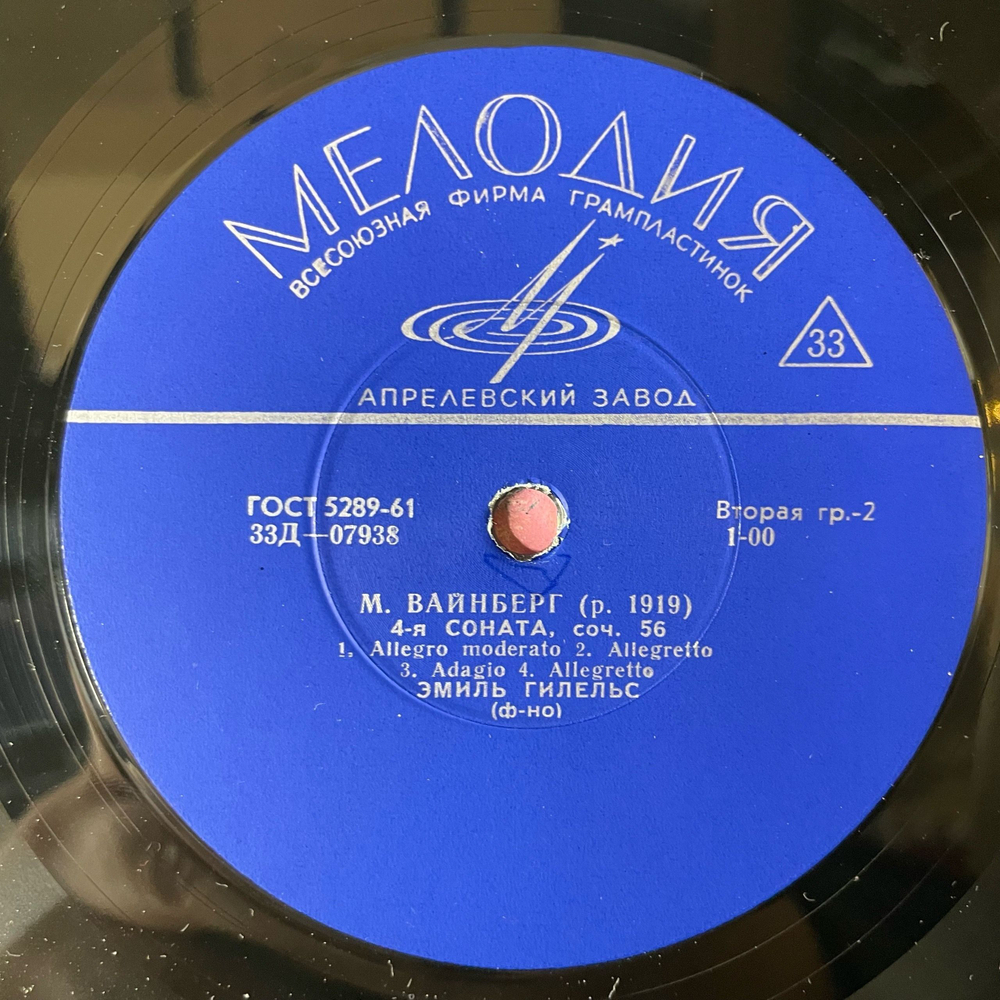 МЕЛОДИЯ
ВСЕСОЮЗНАЯ ФИРМА ГРАМПЛАСТИНОК
33
АПРЕЛЕВСКИЙ ЗАВОД
ГОСТ 5289-61
33Д—07938
Вторая гр.-2
1-00
М. ВАЙНБЕРГ (р. 1919)
4-я СОНАТА, соч. 56
1. Allegro moderato 2. Allegretto
3. Adagio 4. Allegretto
ЭМИЛЬ ГИЛЕЛЬС
(ф-но)